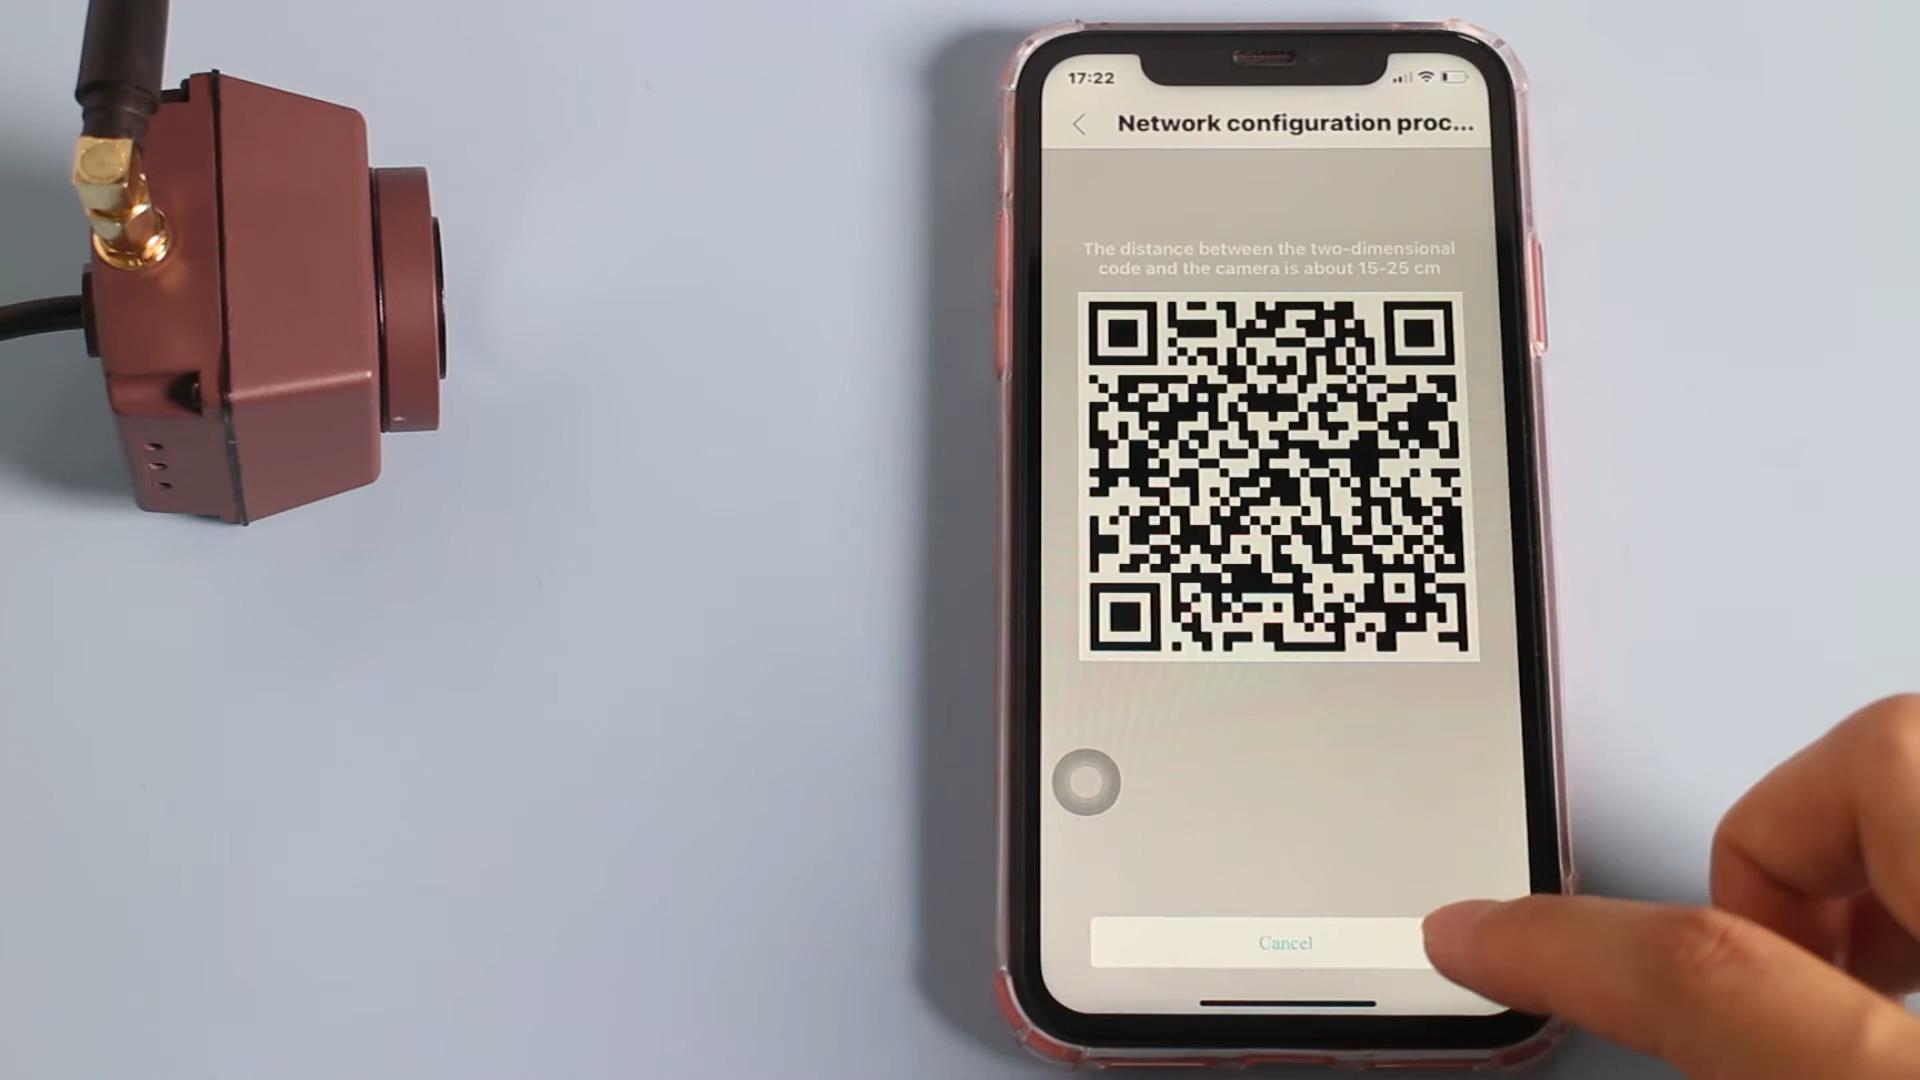 17:22
Network configuration proc...
The distance between the two-dimensional
code and the camera is about 15-25 cm
Cancel